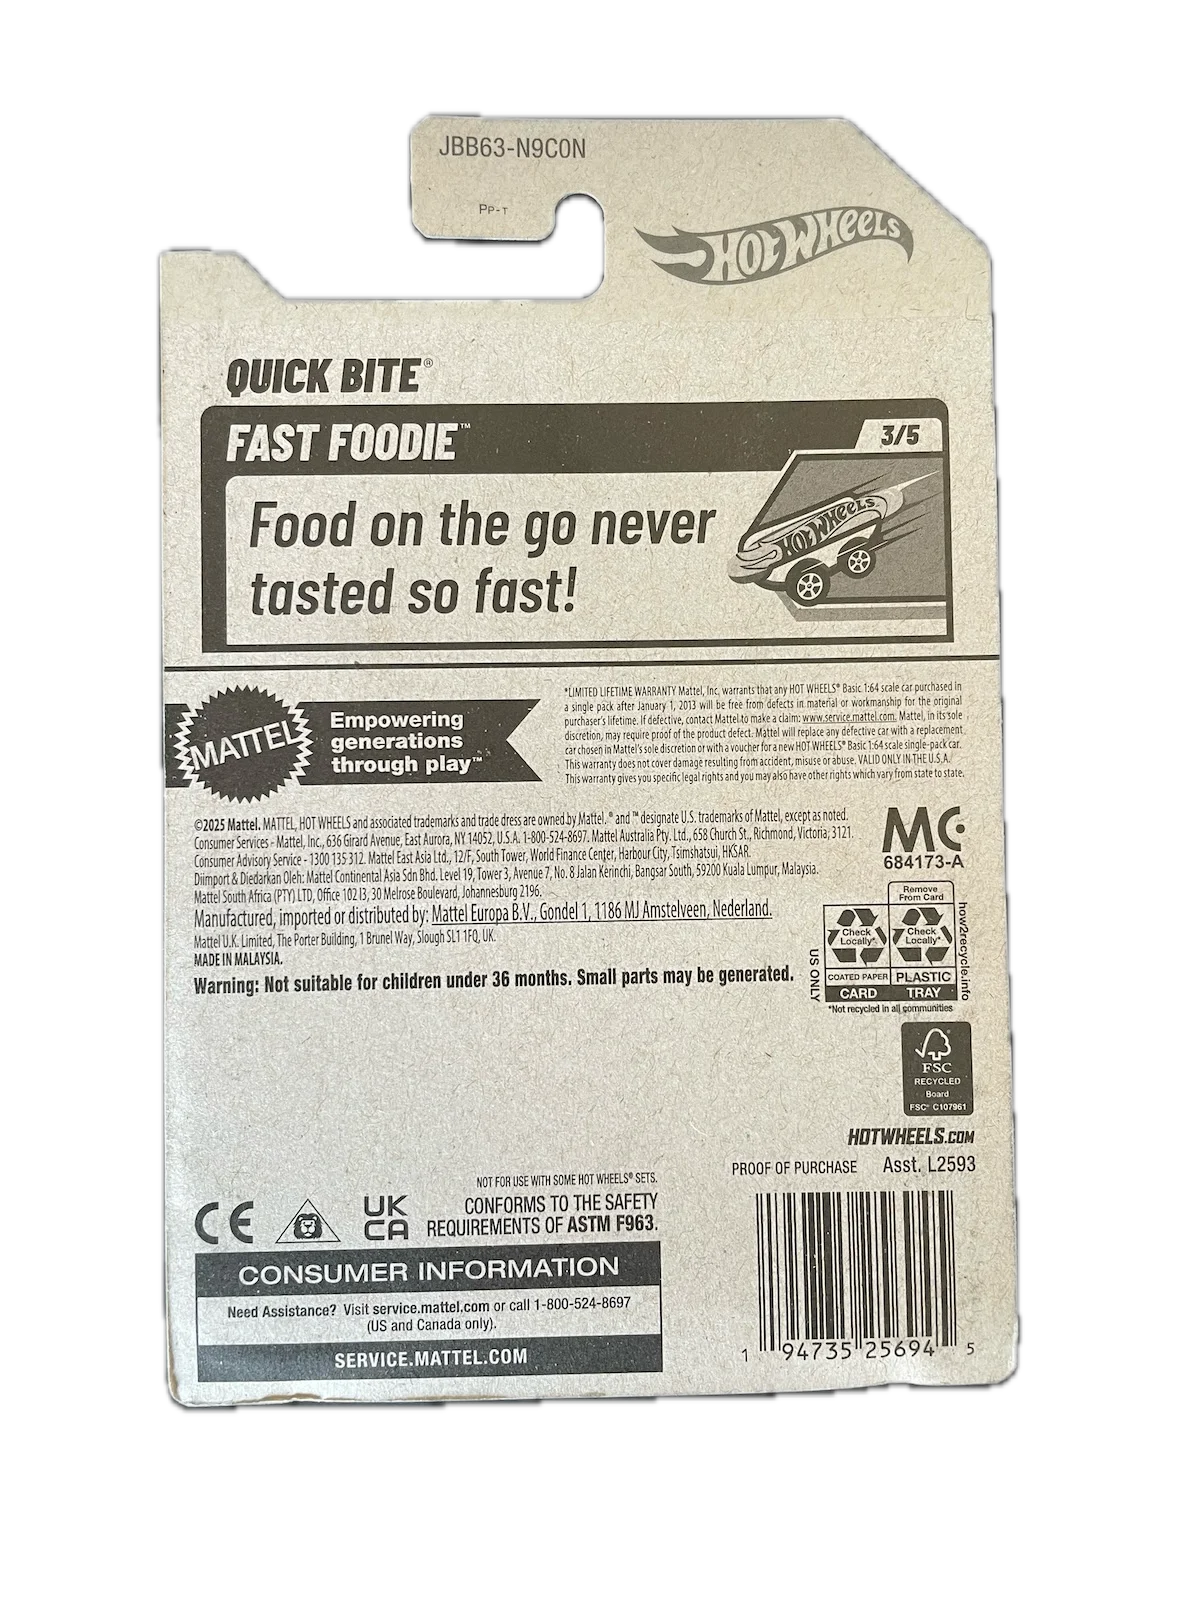 JBB63-N9C0N
PP-T
HOT WHEELS
QUICK BITE®
FAST FOODIE™
3/5
Food on the go never
tasted so fast!
HOT WHEELS
MATTEL
Empowering
generations
through play™
*LIMITED LIFETIME WARRANTY Mattel, Inc. warrants that any HOT WHEELS® Basic 1:64 scale car purchased in
a single pack after January 1, 2013 will be free from defects in material or workmanship for the original
purchaser's lifetime. If defective, contact Mattel to make a claim: www.service.mattel.com. Mattel, in its sole
discretion, may require proof of the product defect. Mattel will replace any defective car with a replacement
car chosen in Mattel's sole discretion or with a voucher for a new HOT WHEELS® Basic 1:64 scale single-pack car.
This warranty does not cover damage resulting from accident, misuse or abuse. VALID ONLY IN THE U.S.A.
This warranty gives you specific legal rights and you may also have other rights which vary from state to state.
©2025 Mattel. MATTEL, HOT WHEELS and associated trademarks and trade dress are owned by Mattel. ® and ™ designate U.S. trademarks of Mattel, except as noted.
Consumer Services - Mattel, Inc., 636 Girard Avenue, East Aurora, NY 14052, U.S.A. 1-800-524-8697. Mattel Australia Pty. Ltd., 658 Church St., Richmond, Victoria, 3121.
Consumer Advisory Service - 1300 135 312. Mattel East Asia Ltd., 12/F, South Tower, World Finance Center, Harbour City, Tsimshatsui, HKSAR.
Diimport & Diedarkan Oleh: Mattel Continental Asia Sdn Bhd. Level 19, Tower 3, Avenue 7, No. 8 Jalan Kerinchi, Bangsar South, 59200 Kuala Lumpur, Malaysia.
Mattel South Africa (PTY) LTD, Office 102 I3, 30 Melrose Boulevard, Johannesburg 2196.
Manufactured, imported or distributed by: Mattel Europa B.V., Gondel 1, 1186 MJ Amstelveen, Nederland.
Mattel U.K. Limited, The Porter Building, 1 Brunel Way, Slough SL1 1FQ, UK.
MADE IN MALAYSIA.
Warning: Not suitable for children under 36 months. Small parts may be generated.
MC
684173-A
Remove
From Card
Check
Locally*
Check
Locally*
COATED PAPER
PLASTIC
CARD
TRAY
US ONLY
how2recycle.info
*Not recycled in all communities
FSC
RECYCLED
Board
FSC® C107961
HOTWHEELS.COM
PROOF OF PURCHASE Asst. L2593
NOT FOR USE WITH SOME HOT WHEELS® SETS.
CONFORMS TO THE SAFETY
REQUIREMENTS OF ASTM F963.
CE
UK
CA
CONSUMER INFORMATION
Need Assistance? Visit service.mattel.com or call 1-800-524-8697
(US and Canada only).
SERVICE.MATTEL.COM
1 94735 25694 5